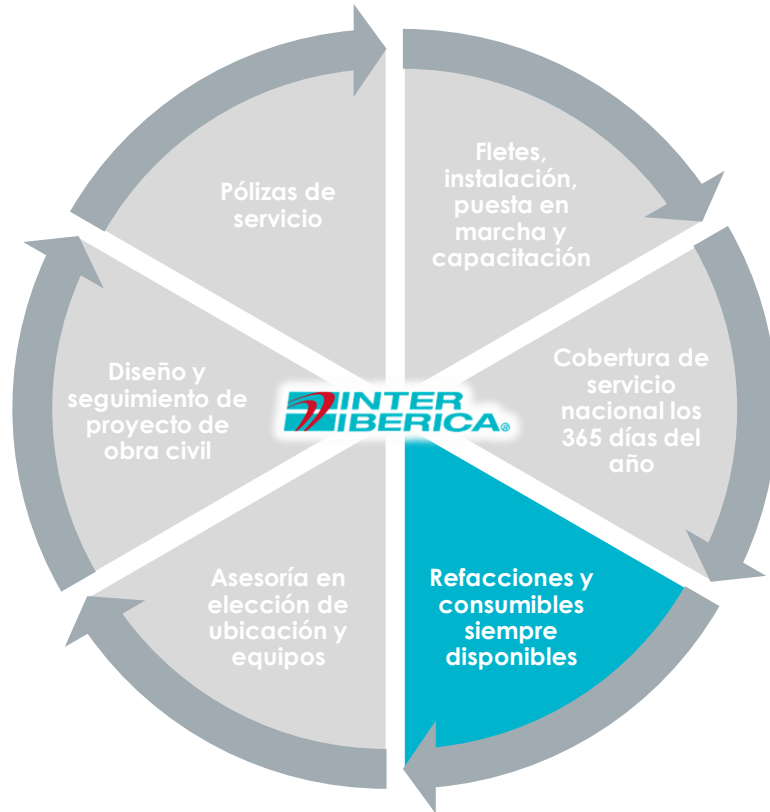 Fletes,
instalación,
puesta en
marcha y
capacitación
Cobertura de
servicio
nacional los
365 días del
año
Refacciones y
consumibles
siempre
disponibles
Asesoría en
elección de
ubicación y
equipos
Diseño y
seguimiento de
proyecto de
obra civil
Pólizas de
servicio
INTER
IBERICA®